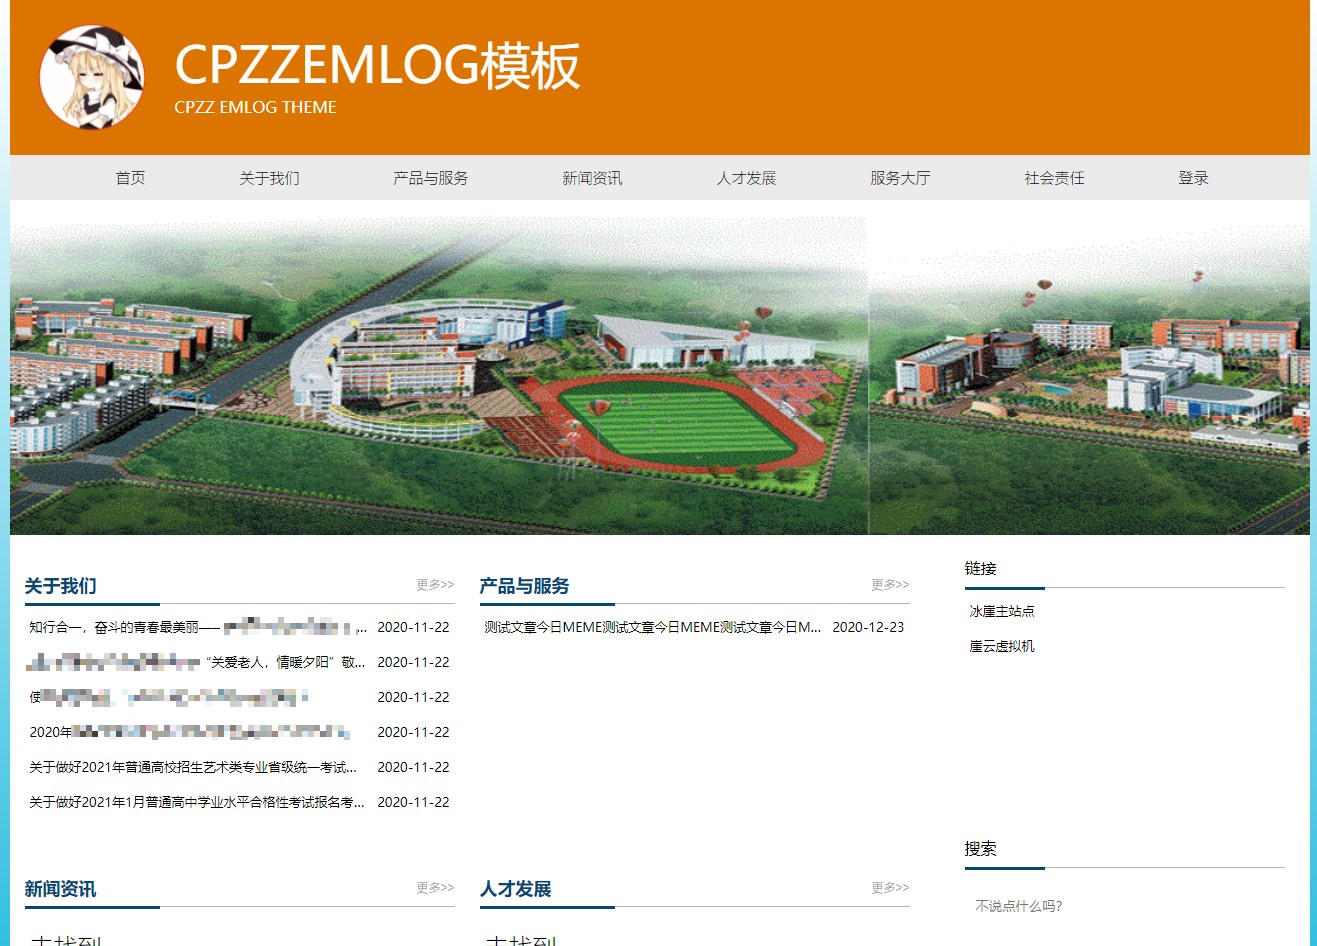 CPZZEMLOG模板
CPZZ EMLOG THEME
首页 关于我们 产品与服务 新闻资讯 人才发展 服务大厅 社会责任 登录
关于我们 更多>>
知行合一，奋斗的青春最美丽—— ,... 2020-11-22
“关爱老人，情暖夕阳”敬... 2020-11-22
使 2020-11-22
2020年 2020-11-22
关于做好2021年普通高校招生艺术类专业省级统一考试... 2020-11-22
关于做好2021年1月普通高中学业水平合格性考试报名考... 2020-11-22
产品与服务 更多>>
测试文章今日MEME测试文章今日MEME测试文章今日M... 2020-12-23
链接
冰崖主站点
崖云虚拟机
搜索
不说点什么吗？
新闻资讯 更多>>
未找到
人才发展 更多>>
未找到